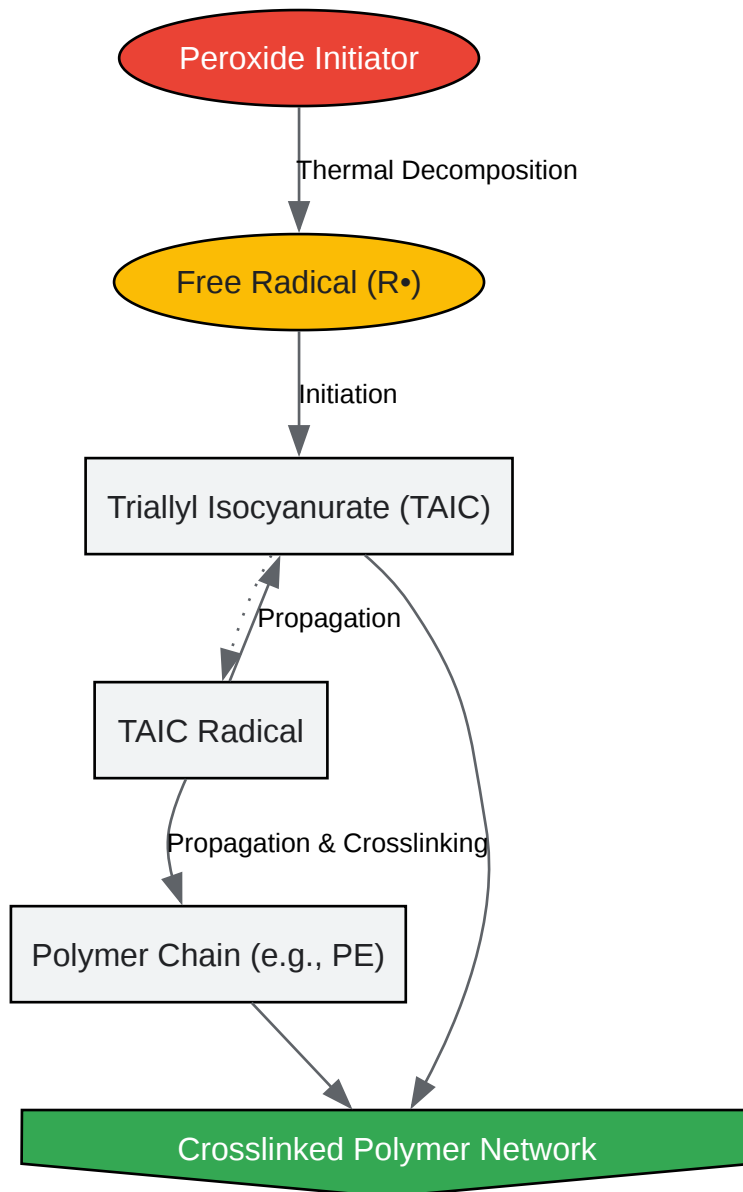 Peroxide Initiator
Thermal Decomposition
Free Radical (R•)
Initiation
Triallyl Isocyanurate (TAIC)
Propagation
TAIC Radical
Propagation & Crosslinking
Polymer Chain (e.g., PE)
Crosslinked Polymer Network